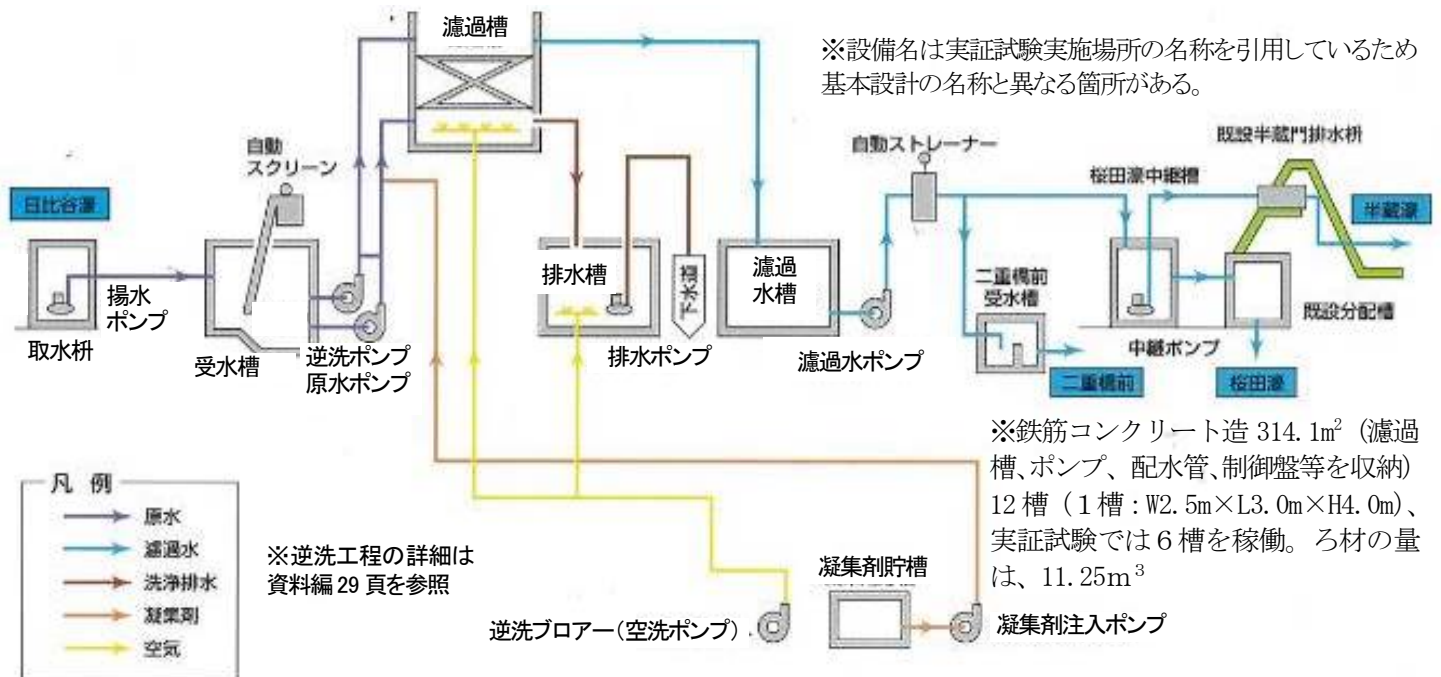 濾過槽
※設備名は実証試験実施場所の名称を引用しているため
基本設計の名称と異なる箇所がある。
自動
スクリーン
日比谷濠
揚水
ポンプ
取水枡
受水槽
逆洗ポンプ
原水ポンプ
排水槽
下水道
排水ポンプ
濾過
水槽
濾過水ポンプ
自動ストレーナー
二重橋前
受水槽
二重橋前
桜田濠中継槽
中継ポンプ
既設半蔵門排水枡
半蔵濠
既設分配槽
桜田濠
※鉄筋コンクリート造 314.1m² (濾過
槽、ポンプ、配水管、制御盤等を収納)
12 槽 (1槽:W2.5m×L3.0m×H4.0m)、
実証試験では6槽を稼働。ろ材の量
は、11.25m³
凡 例
原水
濾過水
洗浄排水
凝集剤
空気
※逆洗工程の詳細は
資料編 29 頁を参照
逆洗ブロアー(空洗ポンプ)
凝集剤貯槽
凝集剤注入ポンプ